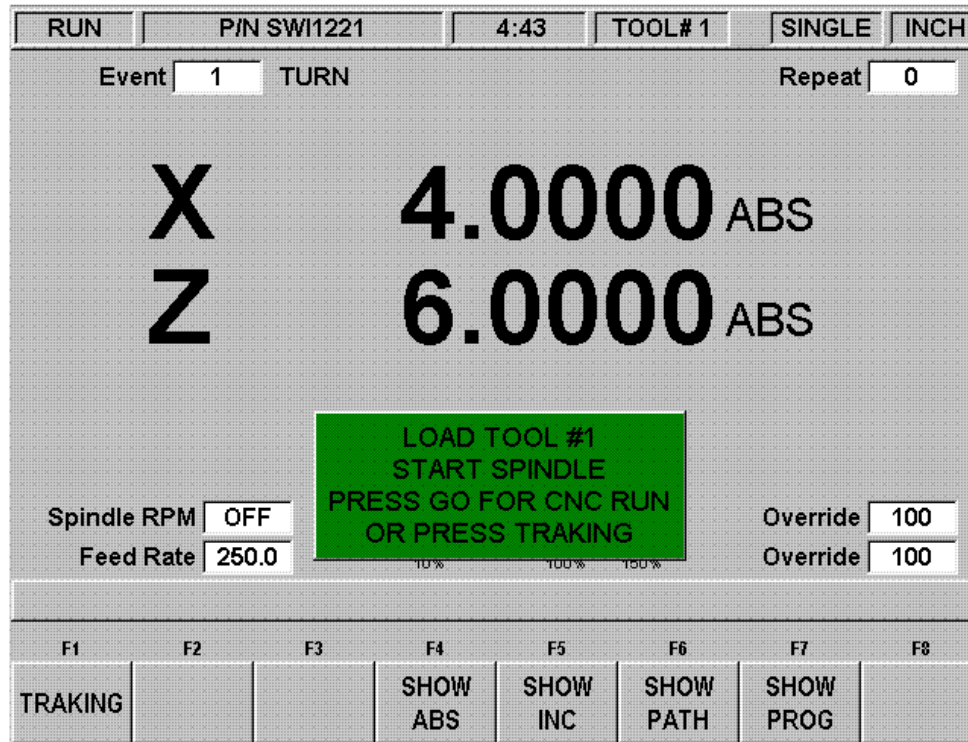 RUN P/N SWI1221 4:43 TOOL# 1 SINGLE INCH
Event 1 TURN Repeat 0
X 4.0000 ABS
Z 6.0000 ABS
LOAD TOOL #1
START SPINDLE
PRESS GO FOR CNC RUN
OR PRESS TRAKING
Spindle RPM OFF Override 100
Feed Rate 250.0 Override 100
10% 100% 150%
F1 F2 F3 F4 F5 F6 F7 F8
TRAKING
SHOW ABS
SHOW INC
SHOW PATH
SHOW PROG